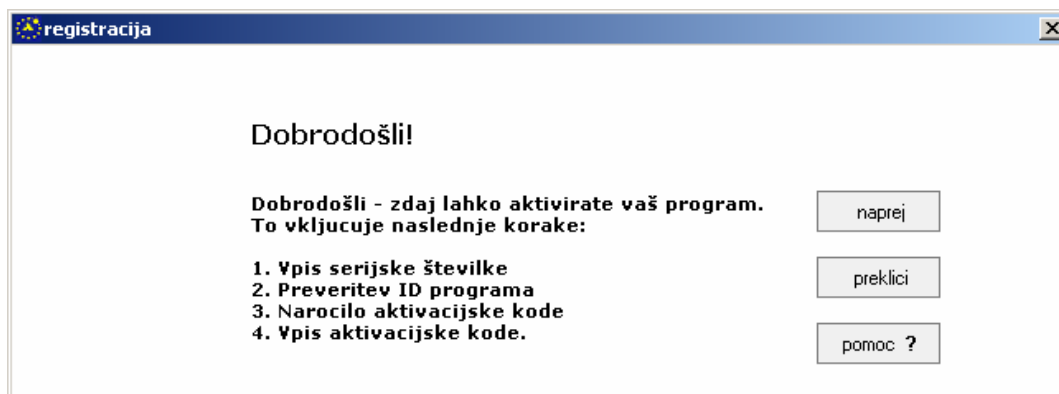 registracija
Dobrodošli!
Dobrodošli - zdaj lahko aktivirate vaš program.
To vkljucuje naslednje korake:
1. Vpis serijske številke
2. Preveritev ID programa
3. Narocilo aktivacijske kode
4. Vpis aktivacijske kode.
naprej
preklici
pomoc ?